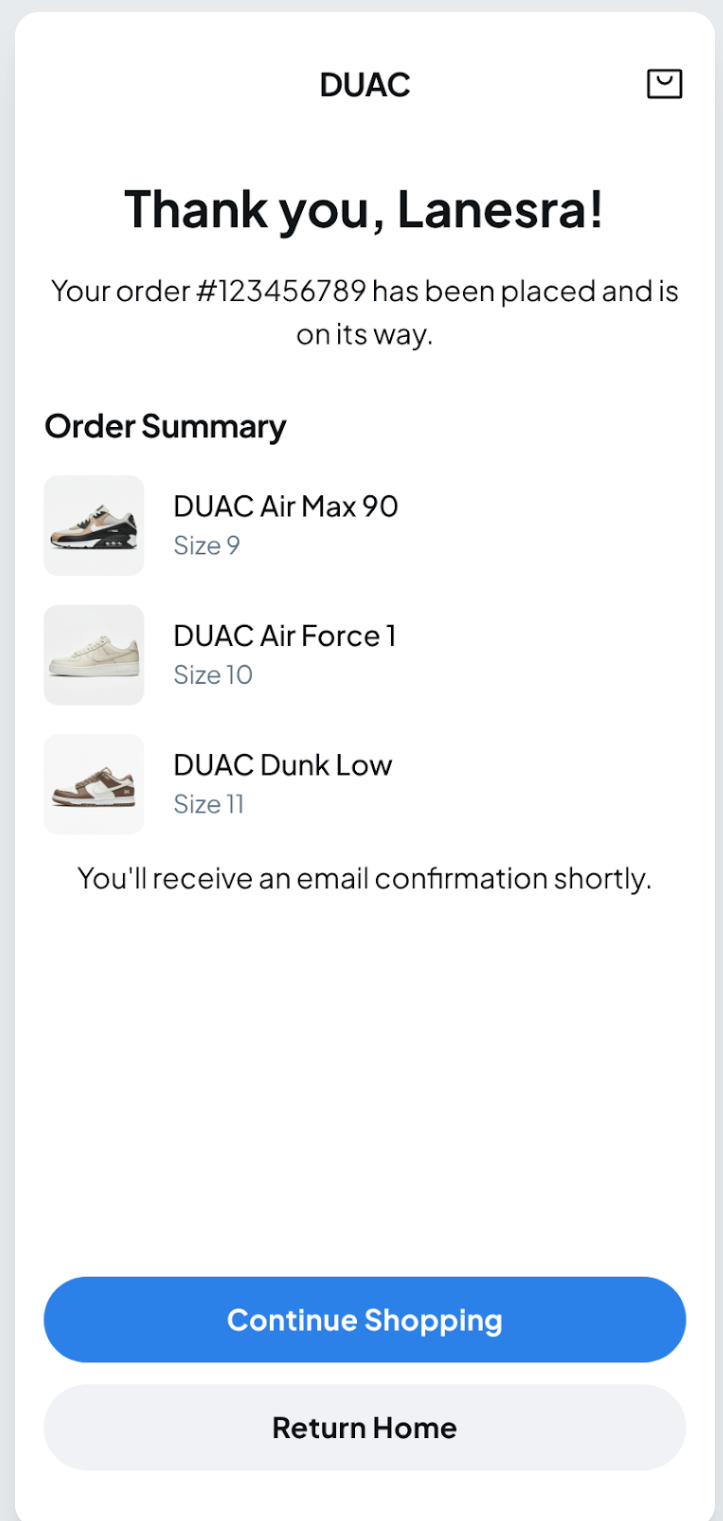 DUAC
Thank you, Lanesra!
Your order #123456789 has been placed and is
on its way.
Order Summary
DUAC Air Max 90
Size 9
DUAC Air Force 1
Size 10
DUAC Dunk Low
Size 11
You'll receive an email confirmation shortly.
Continue Shopping
Return Home